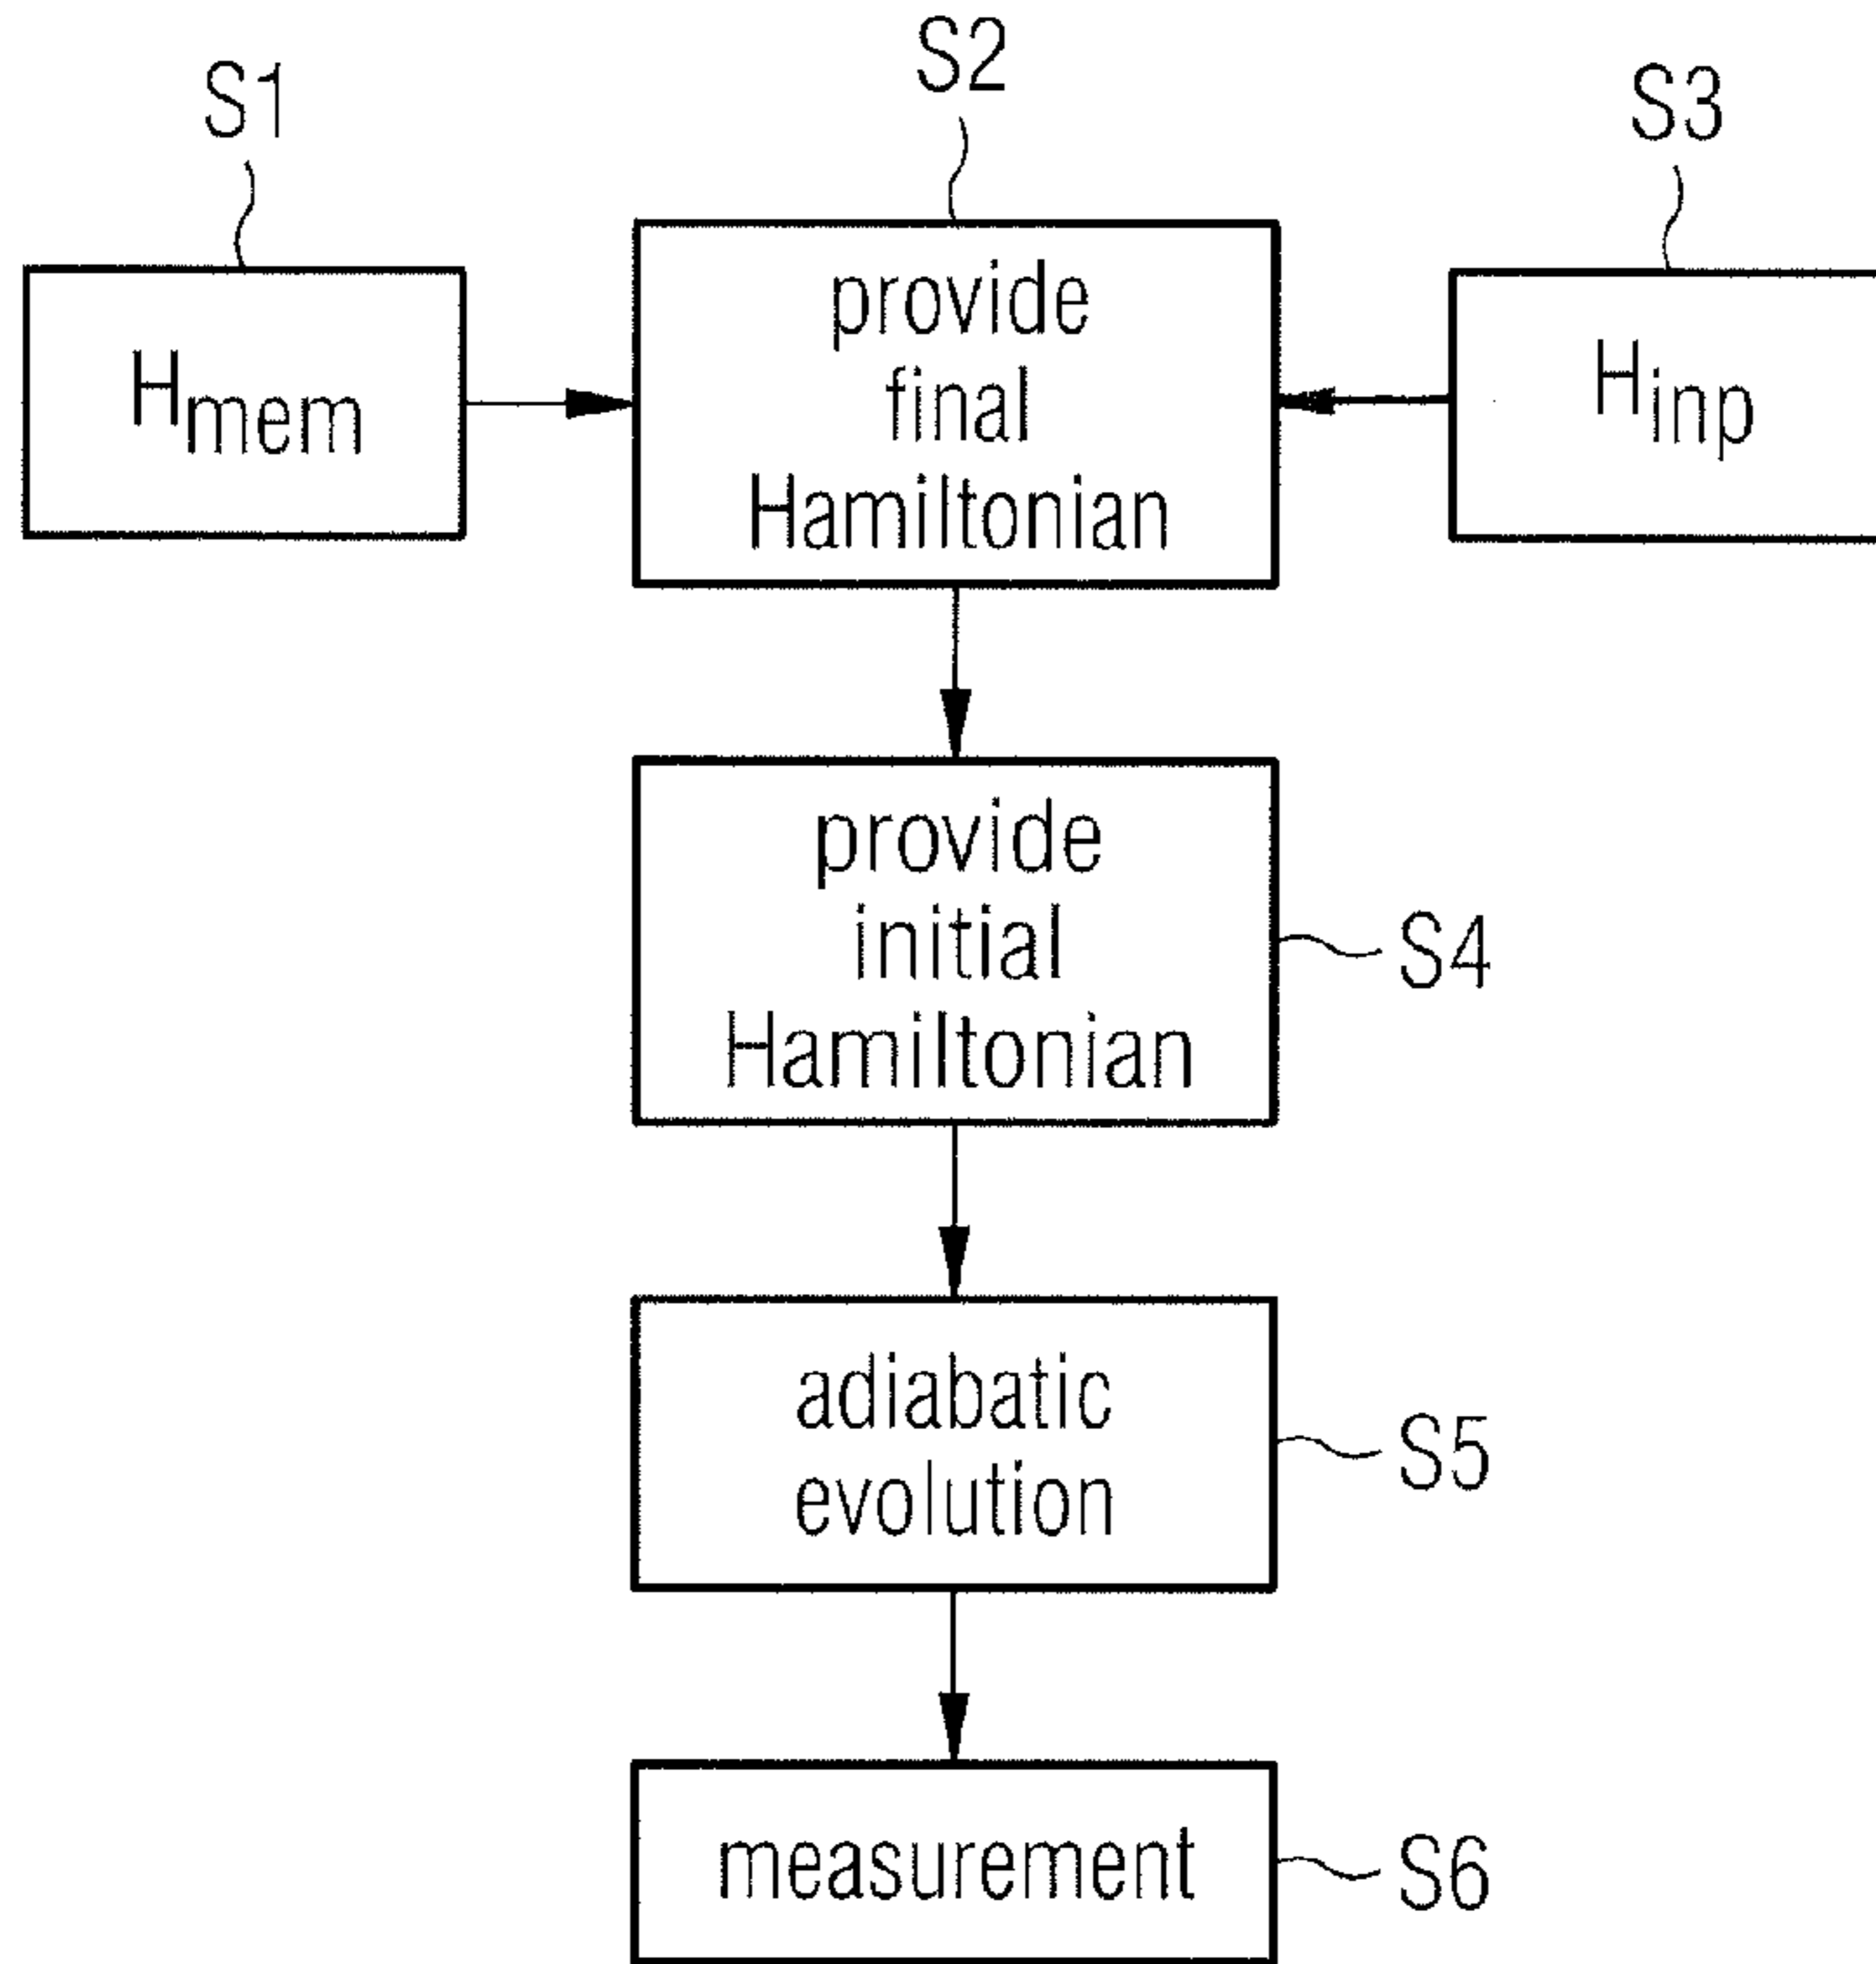 S1
S2
S3
Hmem
provide
final
Hamiltonian
Hinp
provide
initial
Hamiltonian
S4
adiabatic
evolution
S5
measurement
S6